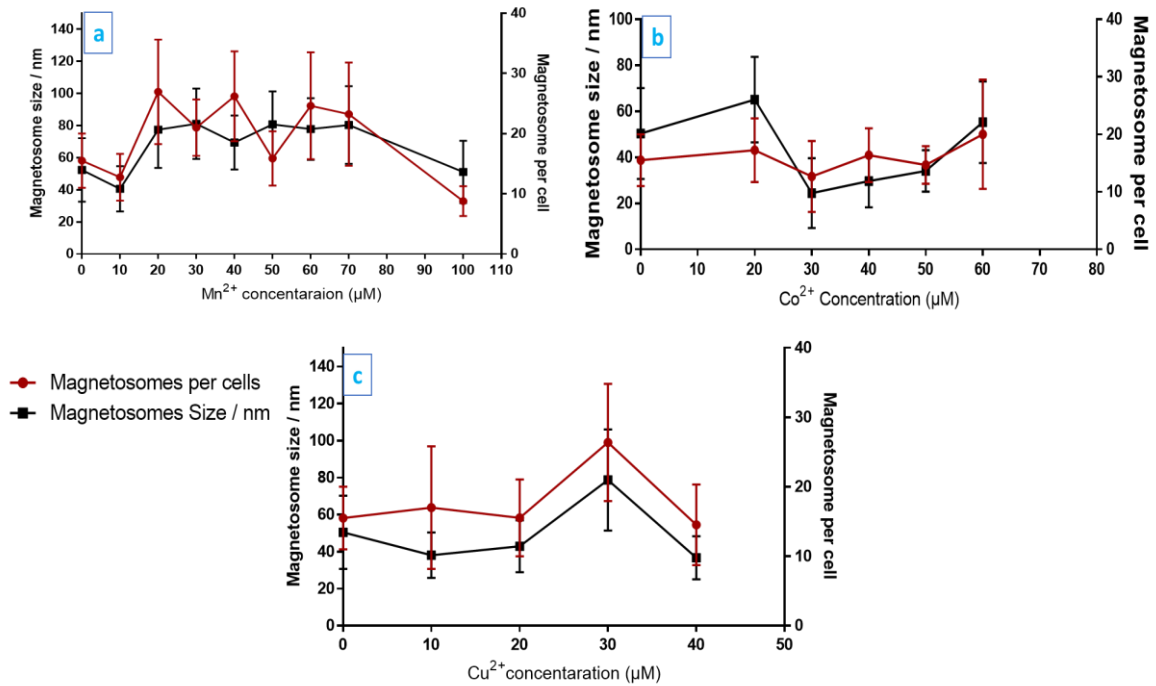 a
Magnetosome size / nm
140
120
100
80
60
40
20
0
40
30
20
10
0
Magnetosome per cell
0 10 20 30 40 50 60 70 80 90 100 110
Mn²⁺ concentaraion (µM)
b
Magnetosome size / nm
100
80
60
40
20
0
40
30
20
10
0
Magnetosome per cell
0 10 20 30 40 50 60 70 80
Co²⁺ Concentration (µM)
Magnetosomes per cells
Magnetosomes Size / nm
c
Magnetosome size / nm
140
120
100
80
60
40
20
0
40
30
20
10
0
Magnetosome per cell
0 10 20 30 40 50
Cu²⁺concentaration (µM)